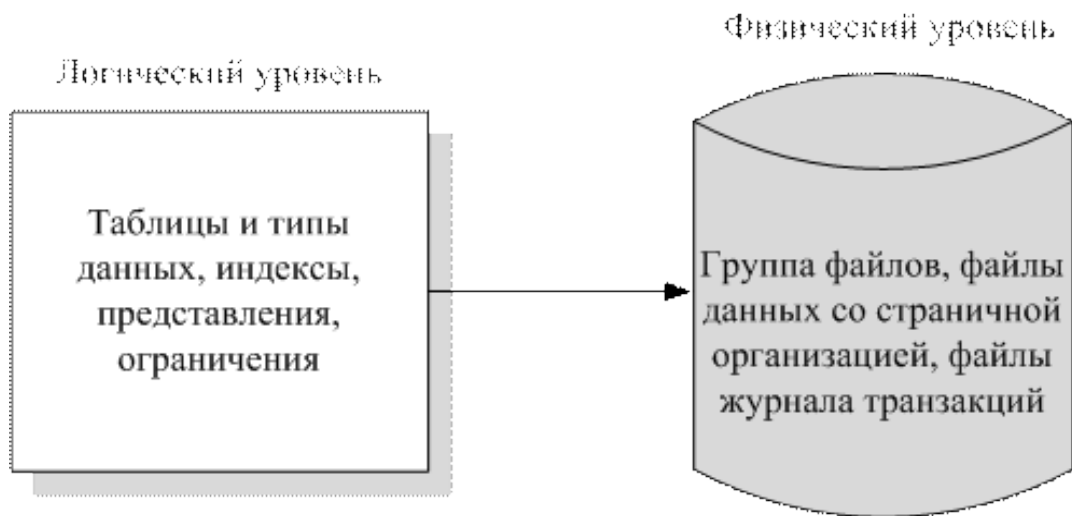 Физический уровень
Логический уровень
Таблицы и типы
данных, индексы,
представления,
ограничения
Группа файлов, файлы
данных со страничной
организацией, файлы
журнала транзакций